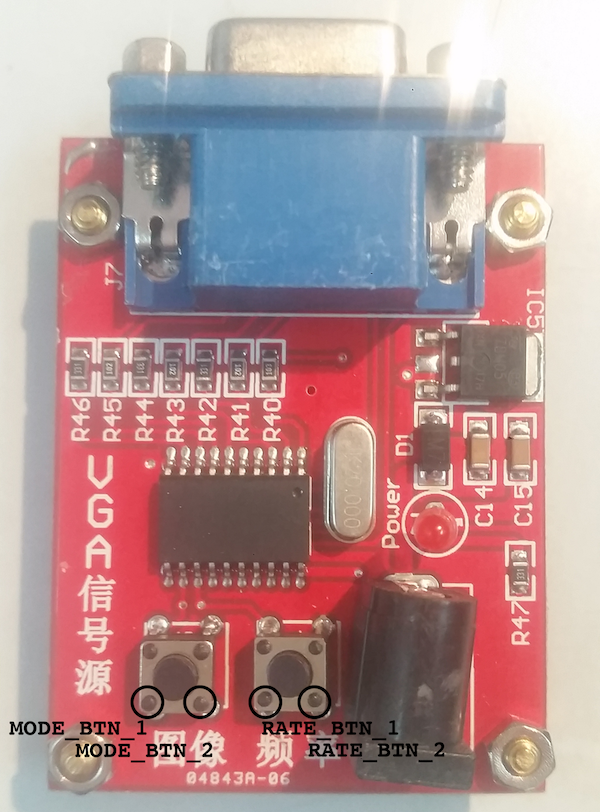 J7
IC5
R46
R45
R44
R43
R42
R41
R40
D1
C14
C15
Power
R47
VGA信号源
MODE_BTN_1
RATE_BTN_1
MODE_BTN_2
RATE_BTN_2
图像
频
04843A-06